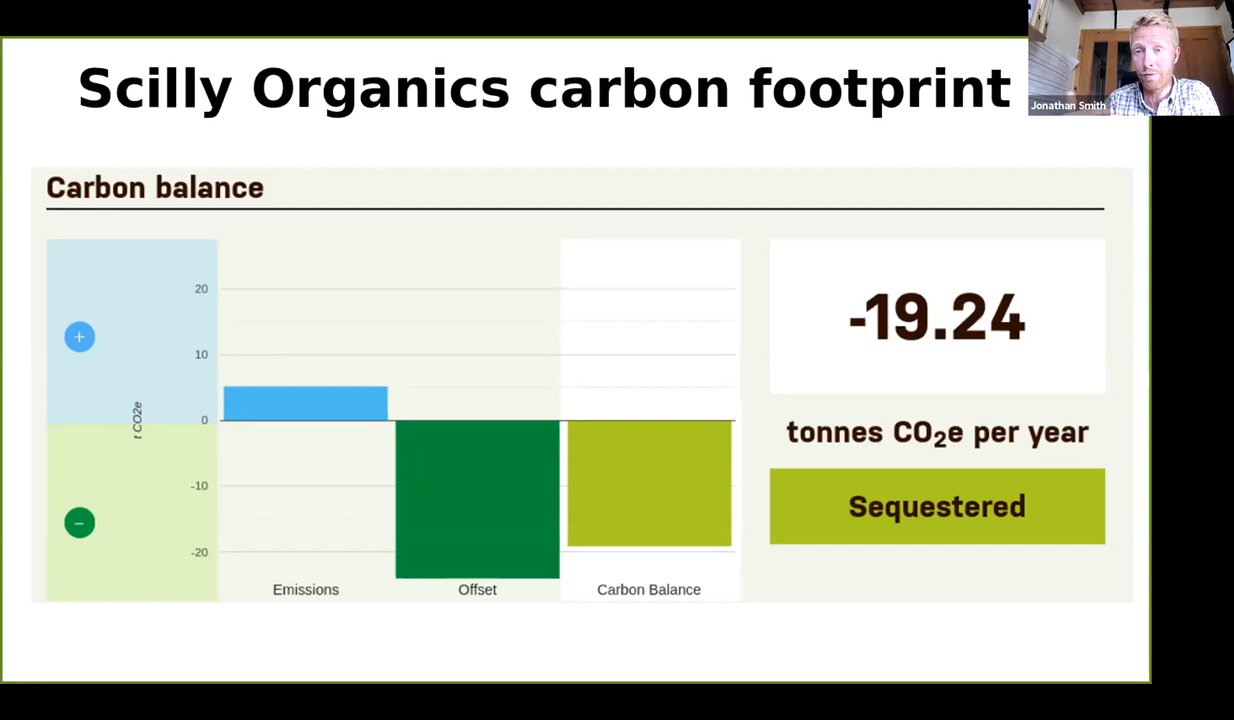 Scilly Organics carbon footprint
Jonathan Smith
Carbon balance
+
20
10
0
-10
-20
t CO2e
−
Emissions
Offset
Carbon Balance
-19.24
tonnes CO₂e per year
Sequestered